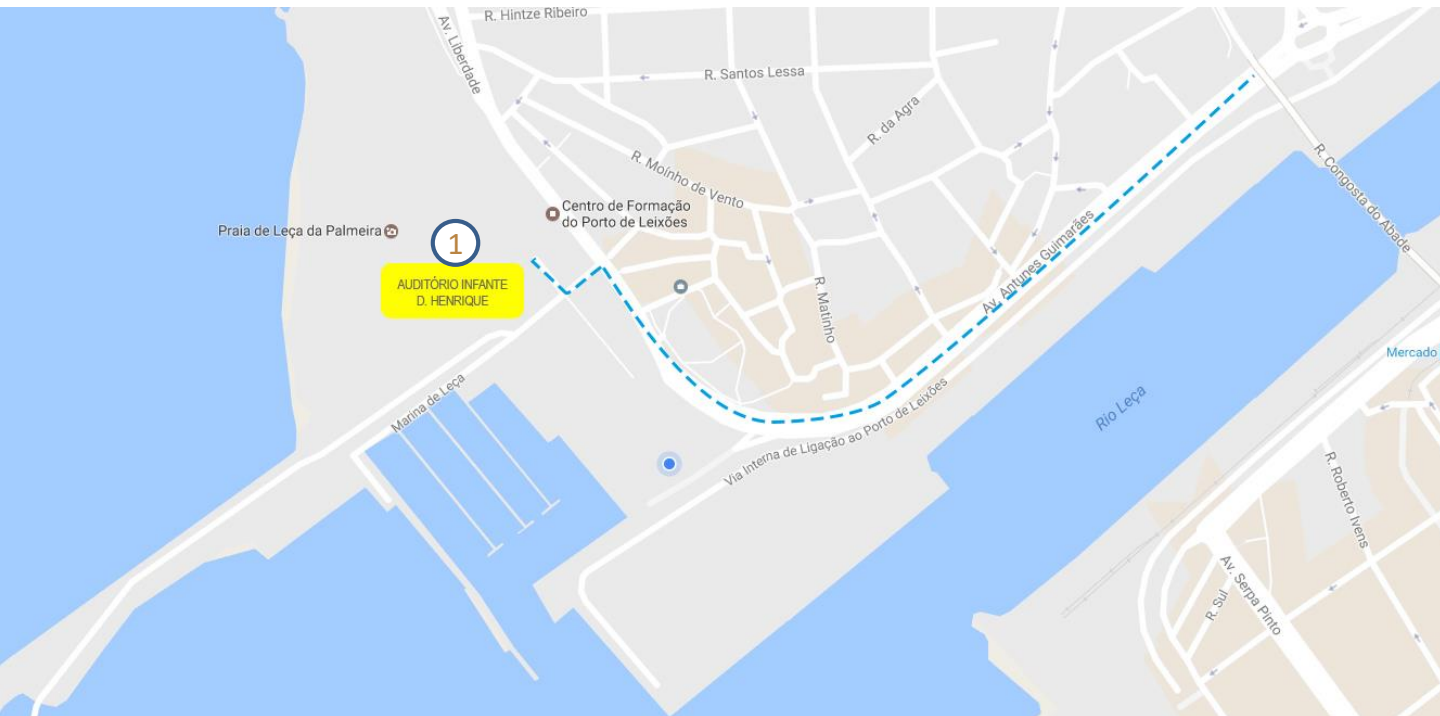 R. Hintze Ribeiro
Av. Liberdade
R. Santos Lessa
R. da Agra
R. Moínho de Vento
R. Congosta do Abade
Centro de Formação
do Porto de Leixões
Praia de Leça da Palmeira
1
AUDITÓRIO INFANTE
D. HENRIQUE
Av. Antunes Guimarães
R. Matinho
Mercado
Marina de Leça
Rio Leça
Via Interna de Ligação ao Porto de Leixões
R. Roberto Ivens
Av. Serpa Pinto
R. Sul